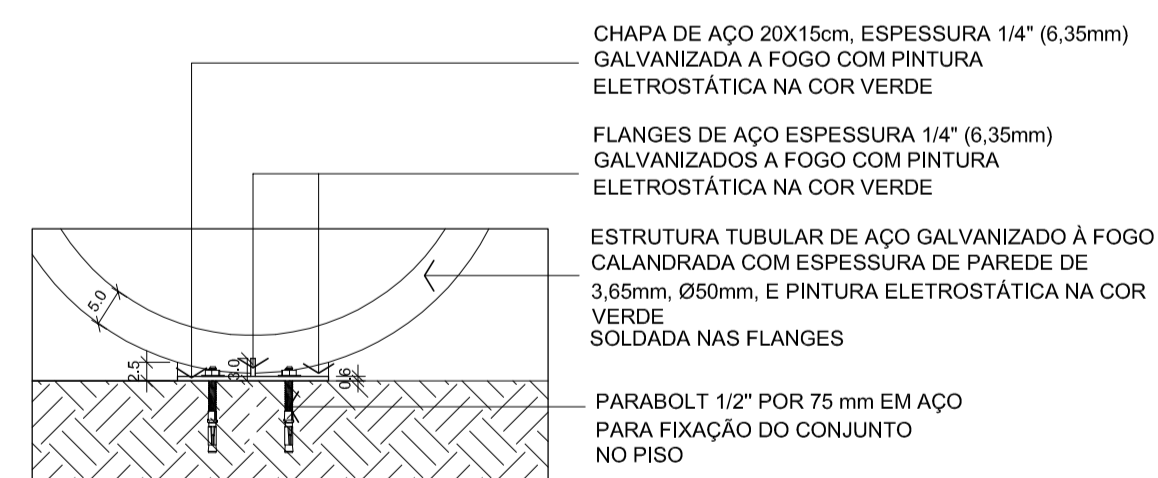 CHAPA DE AÇO 20X15cm, ESPESSURA 1/4" (6,35mm)
GALVANIZADA A FOGO COM PINTURA
ELETROSTÁTICA NA COR VERDE
FLANGES DE AÇO ESPESSURA 1/4" (6,35mm)
GALVANIZADOS A FOGO COM PINTURA
ELETROSTÁTICA NA COR VERDE
ESTRUTURA TUBULAR DE AÇO GALVANIZADO À FOGO
CALANDRADA COM ESPESSURA DE PAREDE DE
3,65mm, Ø50mm, E PINTURA ELETROSTÁTICA NA COR
VERDE
SOLDADA NAS FLANGES
5.0
2.5
3.0
0.6
PARABOLT 1/2" POR 75 mm EM AÇO
PARA FIXAÇÃO DO CONJUNTO
NO PISO